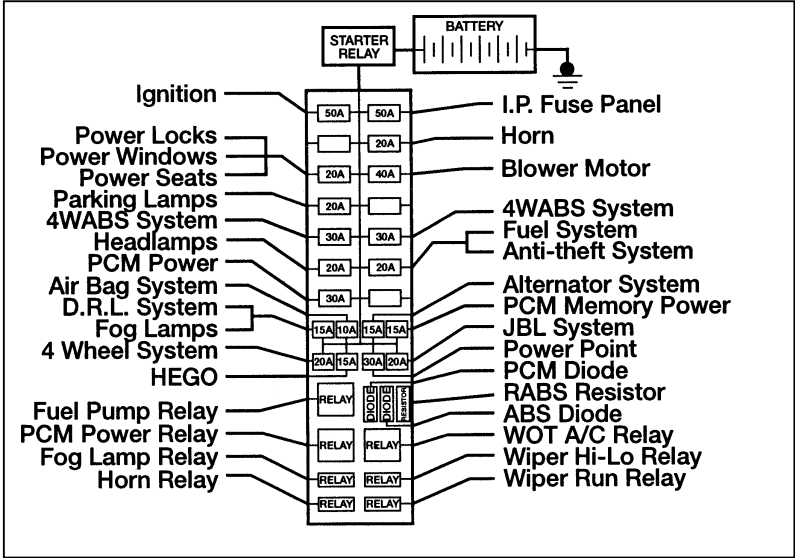 BATTERY
STARTER
RELAY
Ignition
50A 50A
I.P. Fuse Panel
Power Locks
20A
Horn
Power Windows
Power Seats
20A 40A
Blower Motor
Parking Lamps
20A
4WABS System
30A 30A
4WABS System
Headlamps
20A 20A
Fuel System
Anti-theft System
PCM Power
30A
Air Bag System
Alternator System
D.R.L. System
Fog Lamps
15A 10A 15A 15A
PCM Memory Power
JBL System
4 Wheel System
20A 15A 30A 20A
Power Point
HEGO
PCM Diode
RELAY
DIODE
DIODE
RESISTOR
RABS Resistor
Fuel Pump Relay
ABS Diode
PCM Power Relay
RELAY RELAY
WOT A/C Relay
Fog Lamp Relay
RELAY RELAY
Wiper Hi-Lo Relay
Horn Relay
RELAY RELAY
Wiper Run Relay